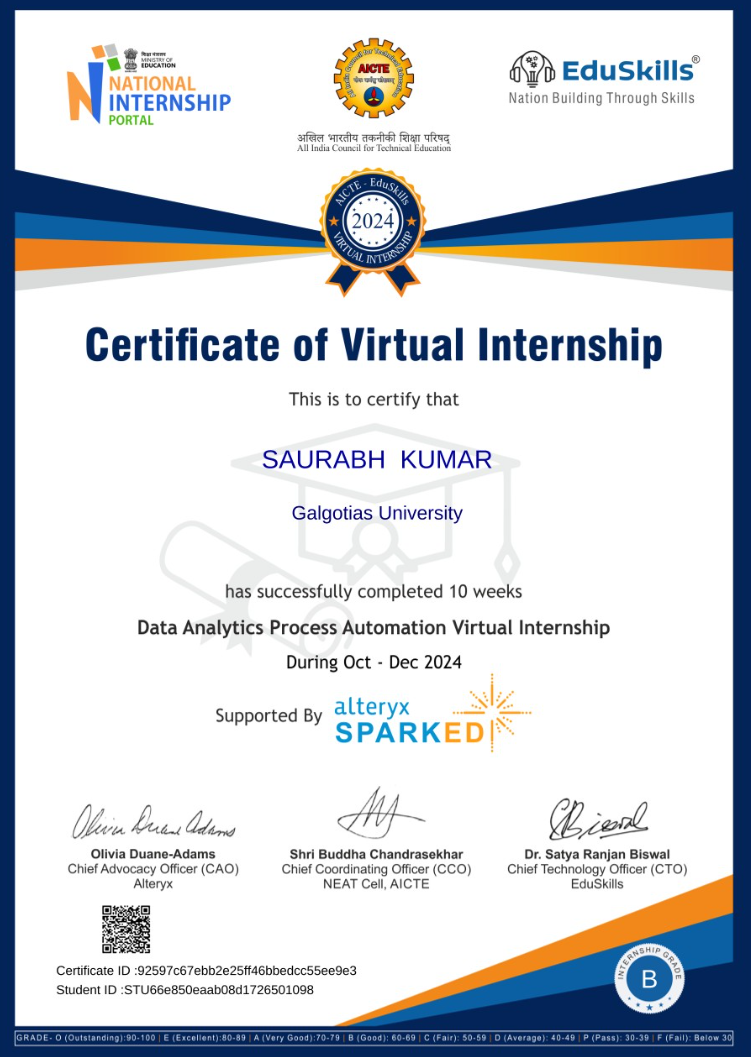 शिक्षा मंत्रालय
MINISTRY OF
EDUCATION
NATIONAL
INTERNSHIP
PORTAL
All India Council for Technical Education
AICTE
अखिल भारतीय तकनीकी शिक्षा परिषद्
All India Council for Technical Education
EduSkills®
Nation Building Through Skills
AICTE - EduSkills
2024
VIRTUAL INTERNSHIP
Certificate of Virtual Internship
This is to certify that
SAURABH KUMAR
Galgotias University
has successfully completed 10 weeks
Data Analytics Process Automation Virtual Internship
During Oct - Dec 2024
Supported By
alteryx
SPARKED
Olivia Duane Adams
Olivia Duane-Adams
Chief Advocacy Officer (CAO)
Alteryx
Shri Buddha Chandrasekhar
Chief Coordinating Officer (CCO)
NEAT Cell, AICTE
Dr. Satya Ranjan Biswal
Chief Technology Officer (CTO)
EduSkills
Certificate ID :92597c67ebb2e25ff46bbedcc55ee9e3
Student ID :STU66e850eaab08d1726501098
INTERNSHIP GRADE
B
GRADE- O (Outstanding):90-100 | E (Excellent):80-89 | A (Very Good):70-79 | B (Good): 60-69 | C (Fair): 50-59 | D (Average): 40-49 | P (Pass): 30-39 | F (Fail): Below 30